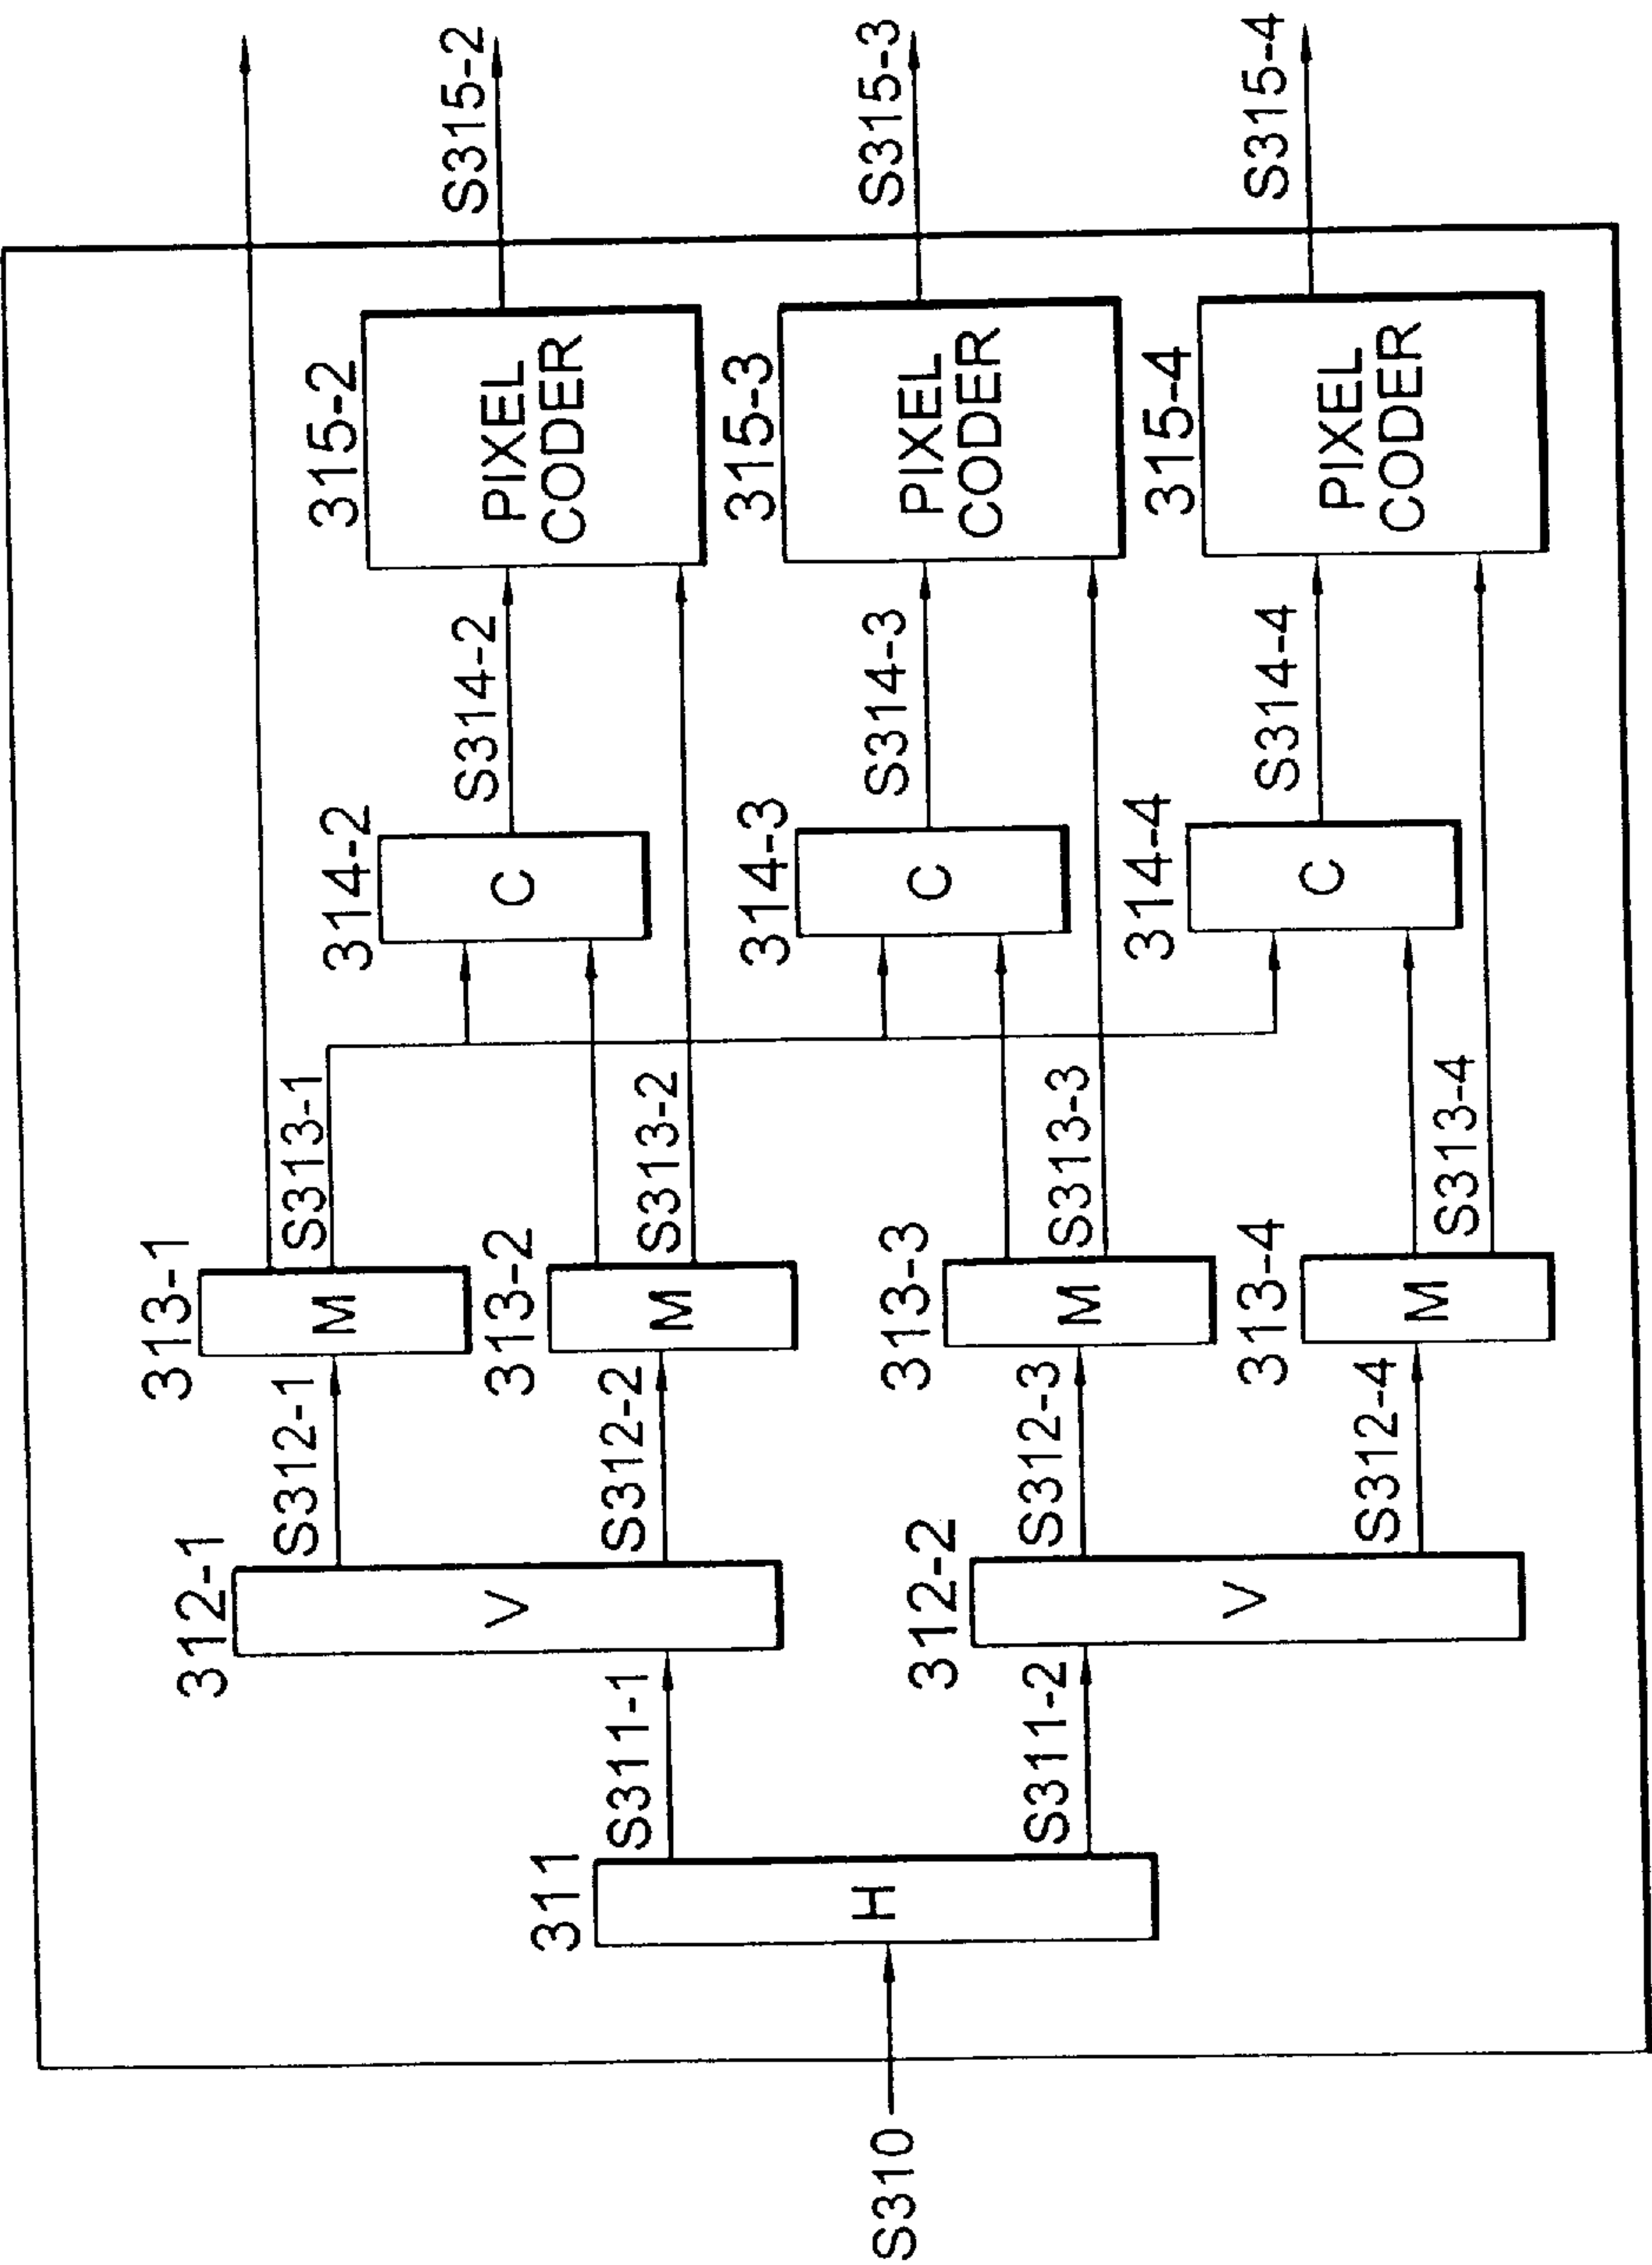 S310
311
H
S311-1
S311-2
312-1
V
312-2
V
S312-1
S312-2
S312-3
S312-4
313-1
M
313-2
M
313-3
M
313-4
M
S313-1
S313-2
S313-3
S313-4
314-2
C
314-3
C
314-4
C
S314-2
S314-3
S314-4
315-2
PIXEL
CODER
315-3
PIXEL
CODER
315-4
PIXEL
CODER
S315-2
S315-3
S315-4